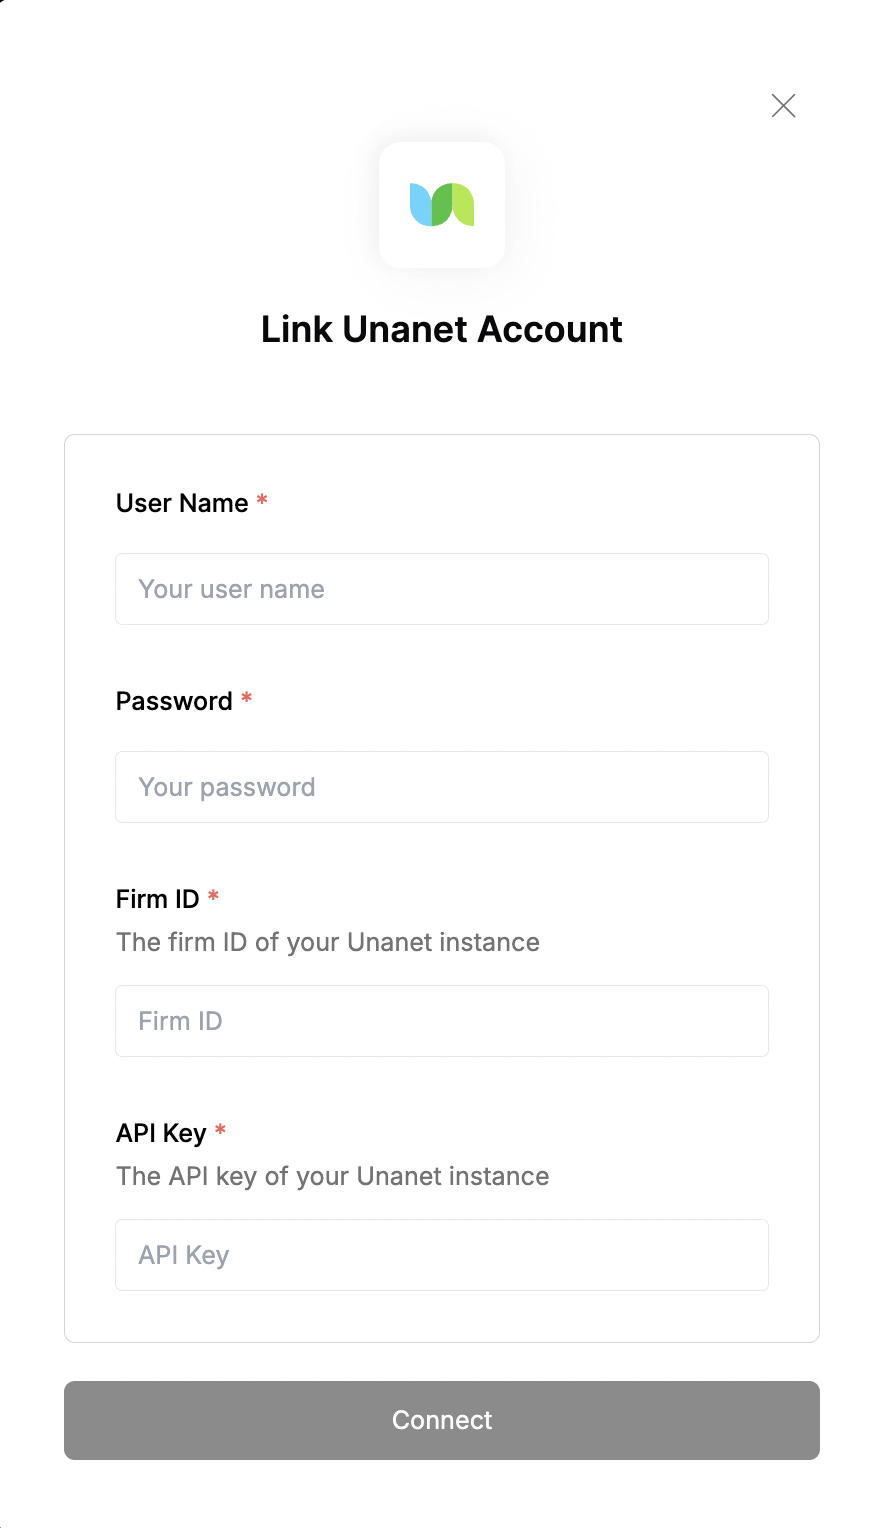 Link Unanet Account
User Name *
Your user name
Password *
Your password
Firm ID *
The firm ID of your Unanet instance
Firm ID
API Key *
The API key of your Unanet instance
API Key
Connect